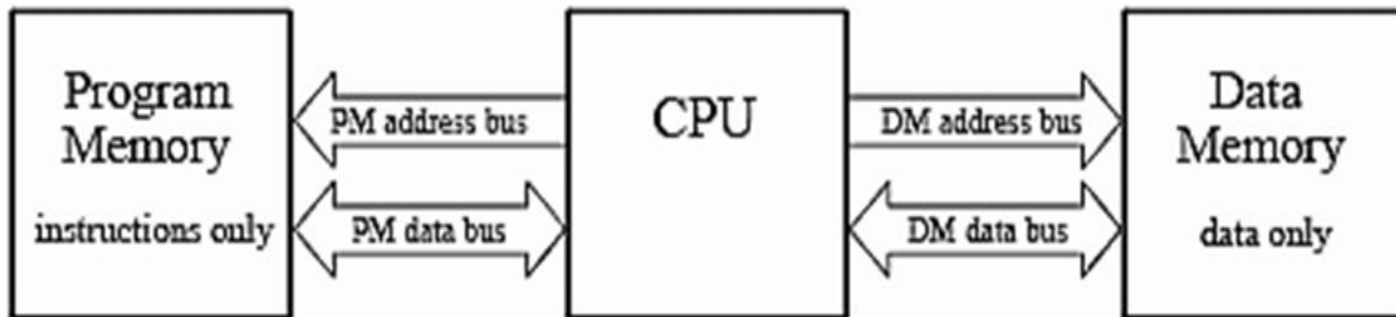 Program
Memory
instructions only
PM address bus
PM data bus
CPU
DM address bus
DM data bus
Data
Memory
data only